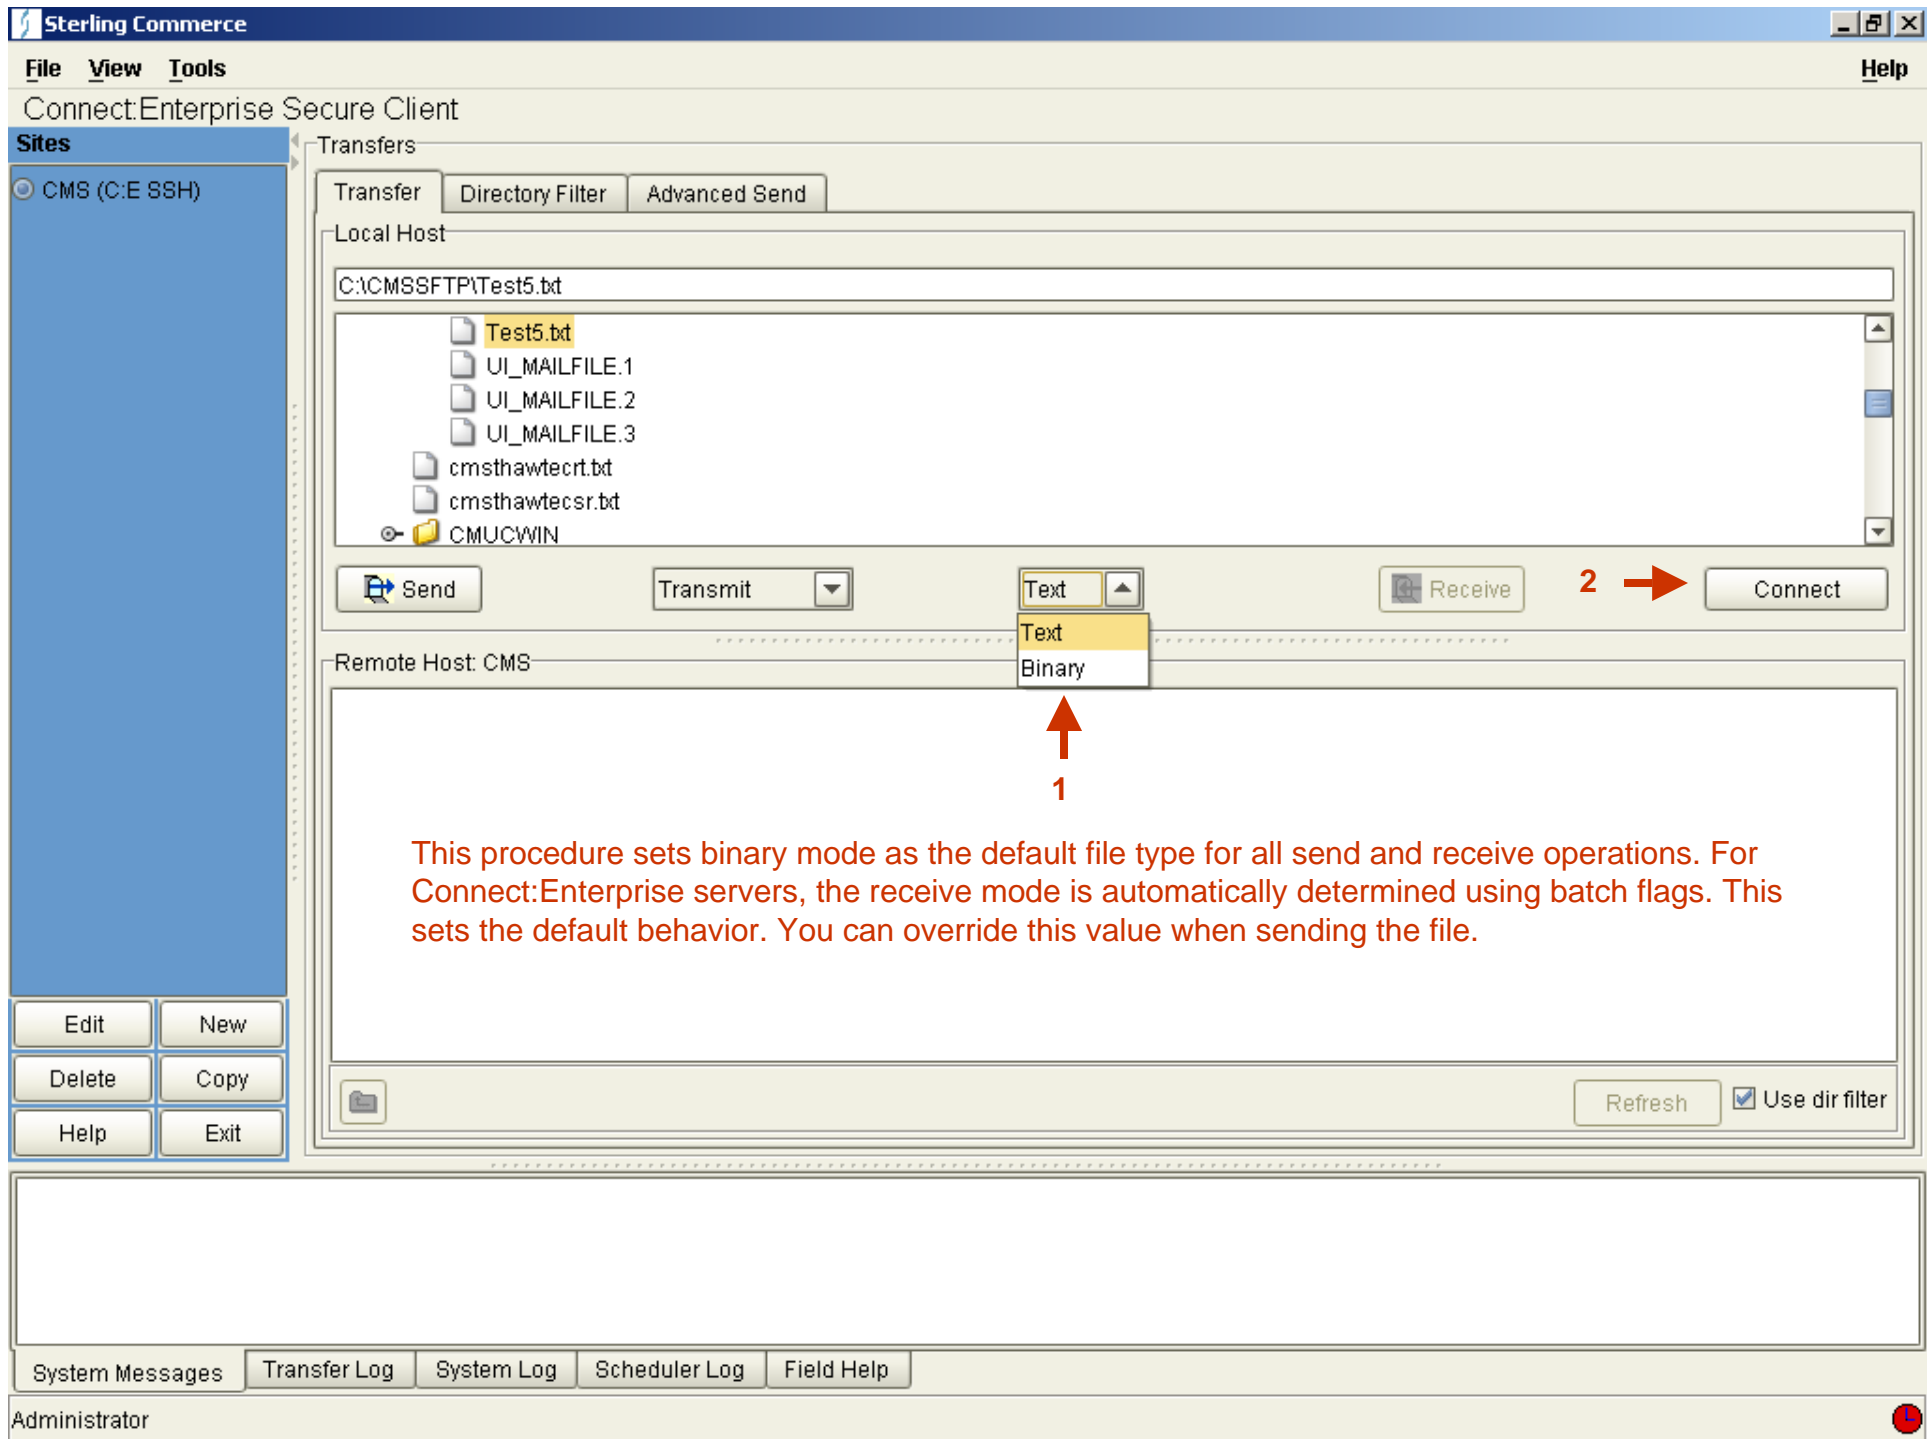 Sterling Commerce
File View Tools Help
Connect:Enterprise Secure Client
Sites
CMS (C:E SSH)
Transfers
Transfer Directory Filter Advanced Send
Local Host
C:\CMSSFTP\Test5.txt
Test5.txt
UI_MAILFILE.1
UI_MAILFILE.2
UI_MAILFILE.3
cmsthawtecrt.txt
cmsthawtecsr.txt
CMUCWIN
Send Transmit Text Receive 2 Connect
Text
Binary
Remote Host: CMS
1
This procedure sets binary mode as the default file type for all send and receive operations. For
Connect:Enterprise servers, the receive mode is automatically determined using batch flags. This
sets the default behavior. You can override this value when sending the file.
Edit New
Delete Copy
Help Exit
Refresh Use dir filter
System Messages Transfer Log System Log Scheduler Log Field Help
Administrator